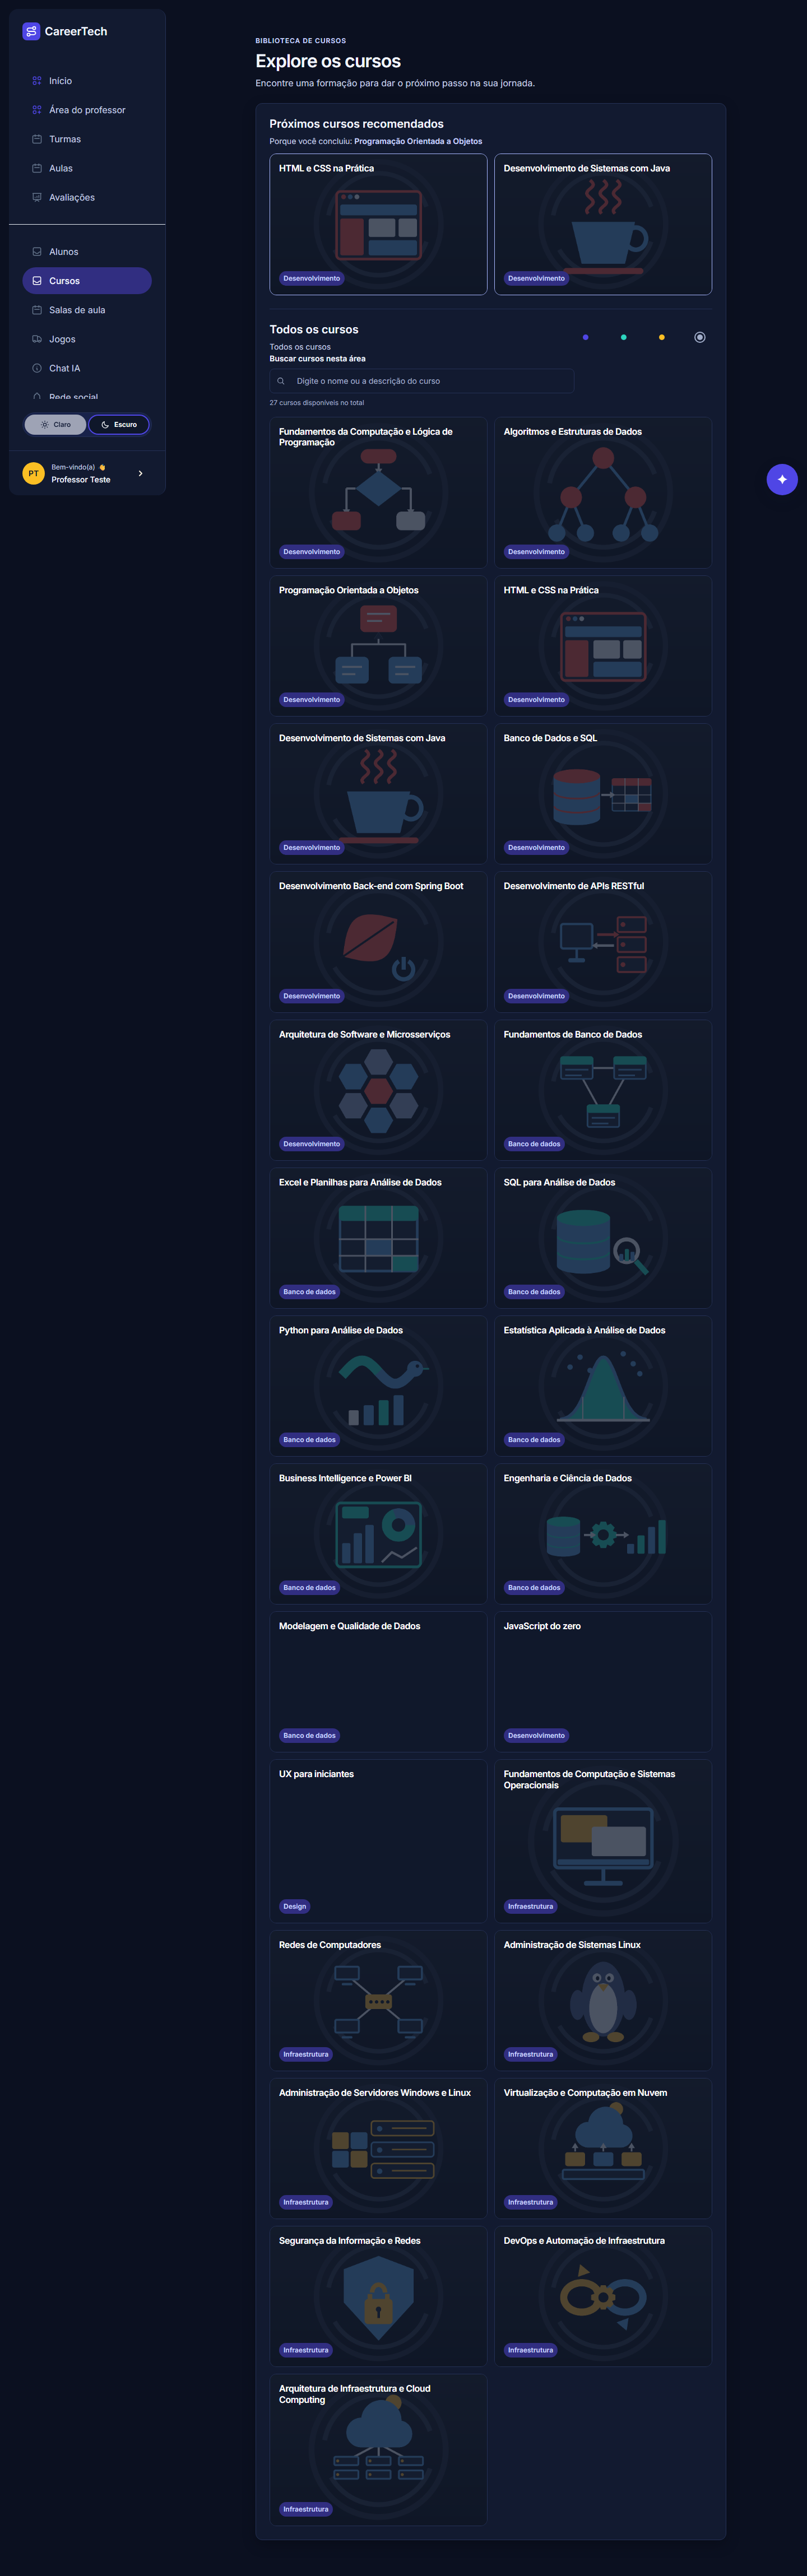 CareerTech
Início
Área do professor
Turmas
Aulas
Avaliações
Alunos
Cursos
Salas de aula
Jogos
Chat IA
Rede social
Claro
Escuro
PT
Bem-vindo(a) 👋
Professor Teste
BIBLIOTECA DE CURSOS
Explore os cursos
Encontre uma formação para dar o próximo passo na sua jornada.
Próximos cursos recomendados
Porque você concluiu: Programação Orientada a Objetos
HTML e CSS na Prática
Desenvolvimento
Desenvolvimento de Sistemas com Java
Desenvolvimento
Todos os cursos
Todos os cursos
Buscar cursos nesta área
Digite o nome ou a descrição do curso
27 cursos disponíveis no total
Fundamentos da Computação e Lógica de
Programação
Desenvolvimento
Algoritmos e Estruturas de Dados
Desenvolvimento
Programação Orientada a Objetos
Desenvolvimento
HTML e CSS na Prática
Desenvolvimento
Desenvolvimento de Sistemas com Java
Desenvolvimento
Banco de Dados e SQL
Desenvolvimento
Desenvolvimento Back-end com Spring Boot
Desenvolvimento
Desenvolvimento de APIs RESTful
Desenvolvimento
Arquitetura de Software e Microsserviços
Desenvolvimento
Fundamentos de Banco de Dados
Banco de dados
Excel e Planilhas para Análise de Dados
Banco de dados
SQL para Análise de Dados
Banco de dados
Python para Análise de Dados
Banco de dados
Estatística Aplicada à Análise de Dados
Banco de dados
Business Intelligence e Power BI
Banco de dados
Engenharia e Ciência de Dados
Banco de dados
Modelagem e Qualidade de Dados
Banco de dados
JavaScript do zero
Desenvolvimento
UX para iniciantes
Design
Fundamentos de Computação e Sistemas
Operacionais
Infraestrutura
Redes de Computadores
Infraestrutura
Administração de Sistemas Linux
Infraestrutura
Administração de Servidores Windows e Linux
Infraestrutura
Virtualização e Computação em Nuvem
Infraestrutura
Segurança da Informação e Redes
Infraestrutura
DevOps e Automação de Infraestrutura
Infraestrutura
Arquitetura de Infraestrutura e Cloud
Computing
Infraestrutura